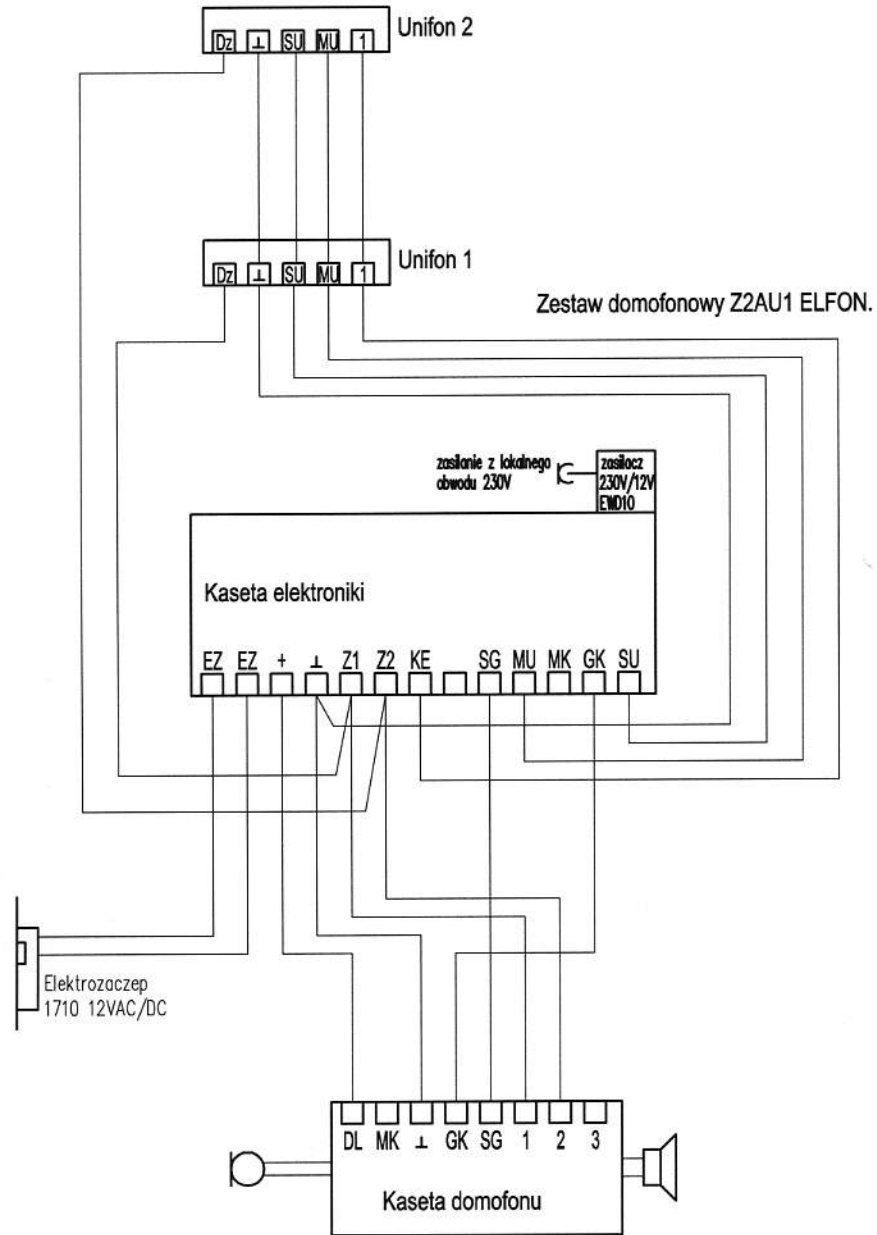 Unifon 2
Dz ⊥ SU MU 1
Unifon 1
Dz ⊥ SU MU 1
Zestaw domofonowy Z2AU1 ELFON.
zasilanie z lokalnego
obwodu 230V
zasilacz
230V/12V
EWD10
Kaseta elektroniki
EZ EZ + ⊥ Z1 Z2 KE SG MU MK GK SU
Elektrozaczep
1710 12VAC/DC
DL MK ⊥ GK SG 1 2 3
Kaseta domofonu